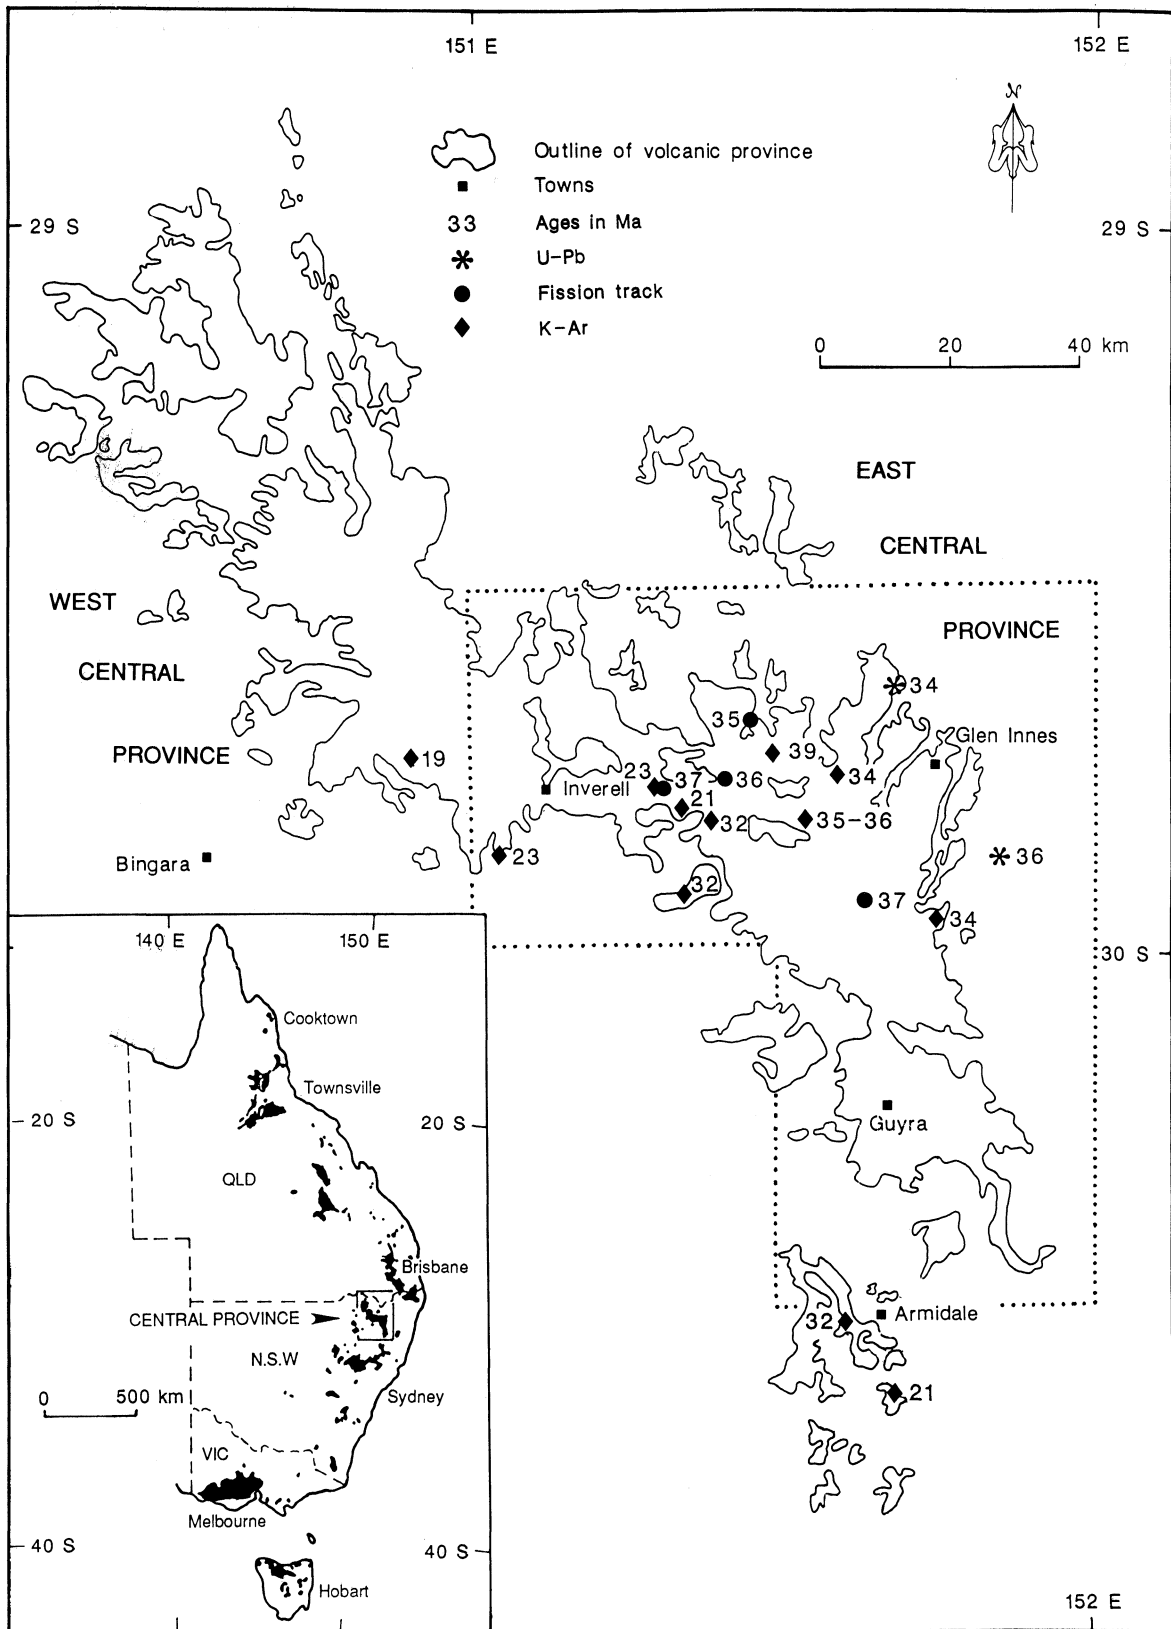 151 E
152 E
N
Outline of volcanic province
Towns
33 Ages in Ma
U-Pb
Fission track
K-Ar
29 S
29 S
0 20 40 km
EAST
CENTRAL
PROVINCE
WEST
CENTRAL
PROVINCE
34
35
Glen Innes
39
19
23
37
36
34
Inverell
21
32
35-36
Bingara
23
36
32
37
34
30 S
140 E
150 E
Cooktown
Townsville
20 S
20 S
Guyra
QLD
Brisbane
CENTRAL PROVINCE
N.S.W
0 500 km
Sydney
VIC
Melbourne
40 S
40 S
Hobart
32
Armidale
21
152 E